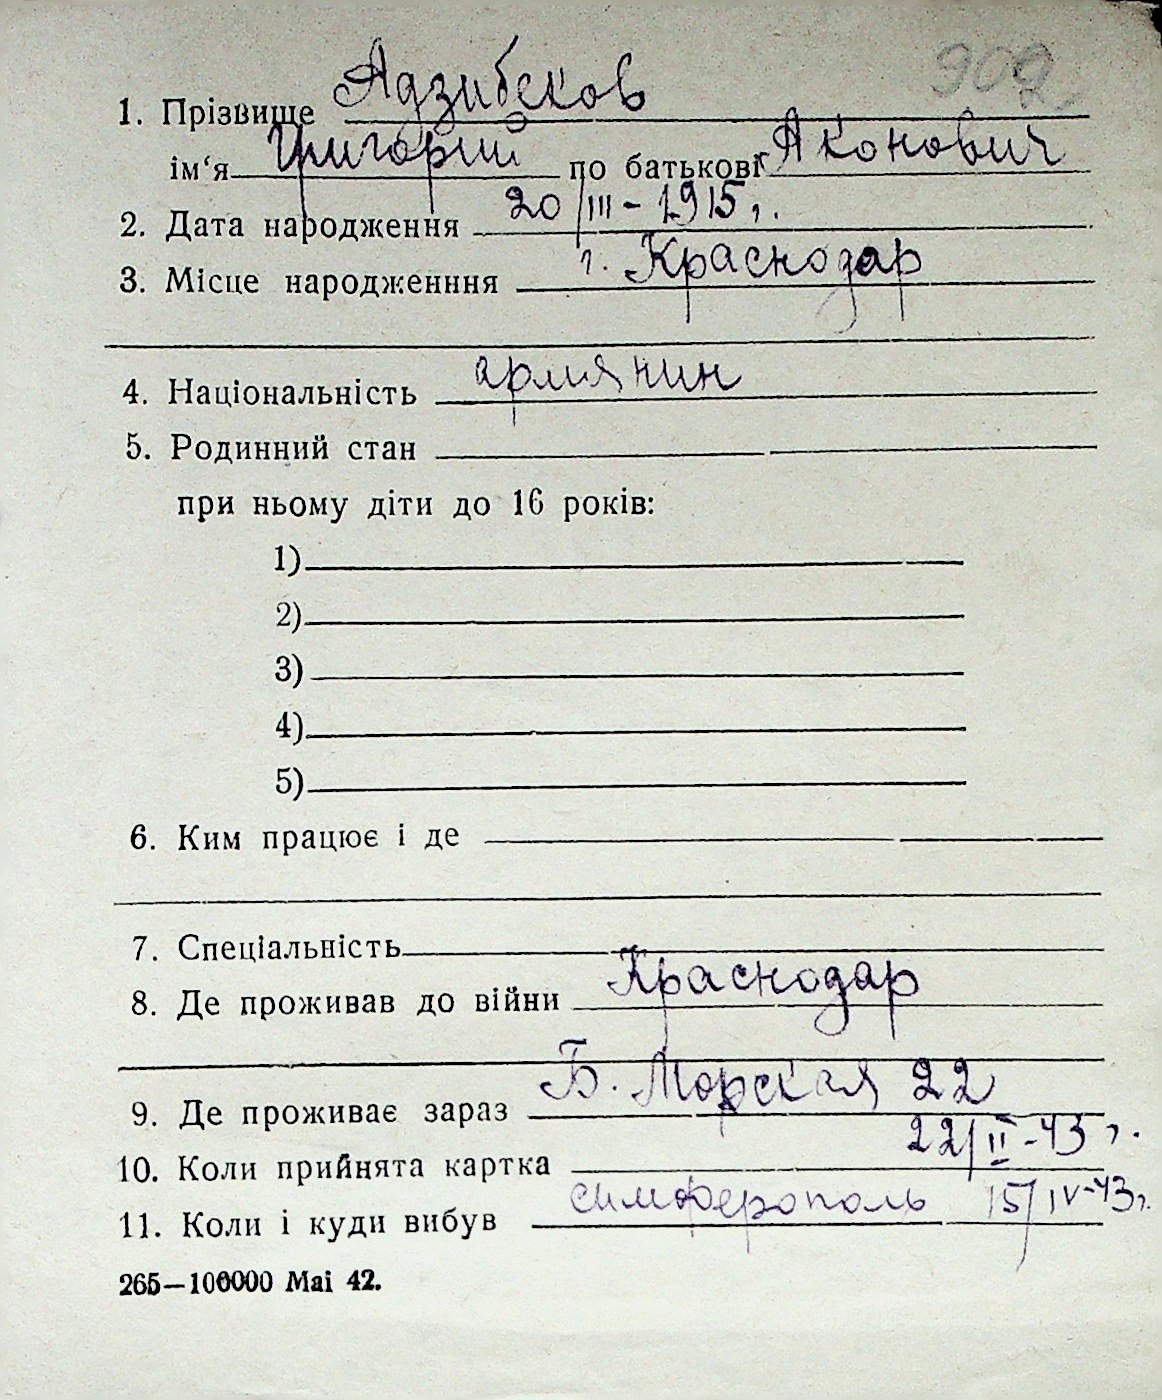 902
1. Прізвище Адзибеков
ім‘я Григорий по батькові Аконович
2. Дата народження 20/III - 1915 г.
3. Місце народженння г. Краснодар
4. Національність армянин
5. Родинний стан
при ньому діти до 16 років:
1)
2)
3)
4)
5)
6. Ким працює і де
7. Спеціальність
8. Де проживав до війни Краснодар
9. Де проживає зараз Б. Морская 22
10. Коли прийнята картка 22/II-43 г.
11. Коли і куди вибув симферополь 15/IV-43г.
265—100000 Mai 42.